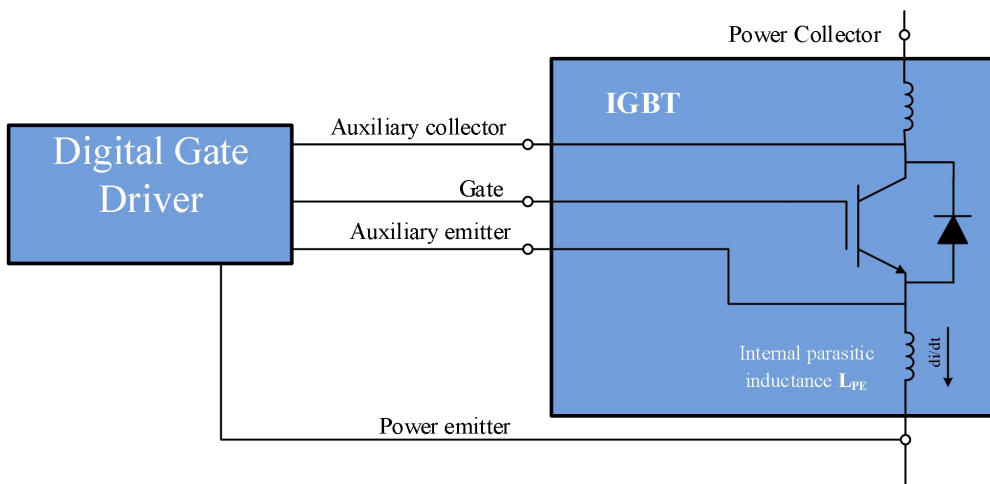 Power Collector
IGBT
Auxiliary collector
Digital Gate
Driver
Gate
Auxiliary emitter
Internal parasitic
inductance LPE
di/dt
Power emitter